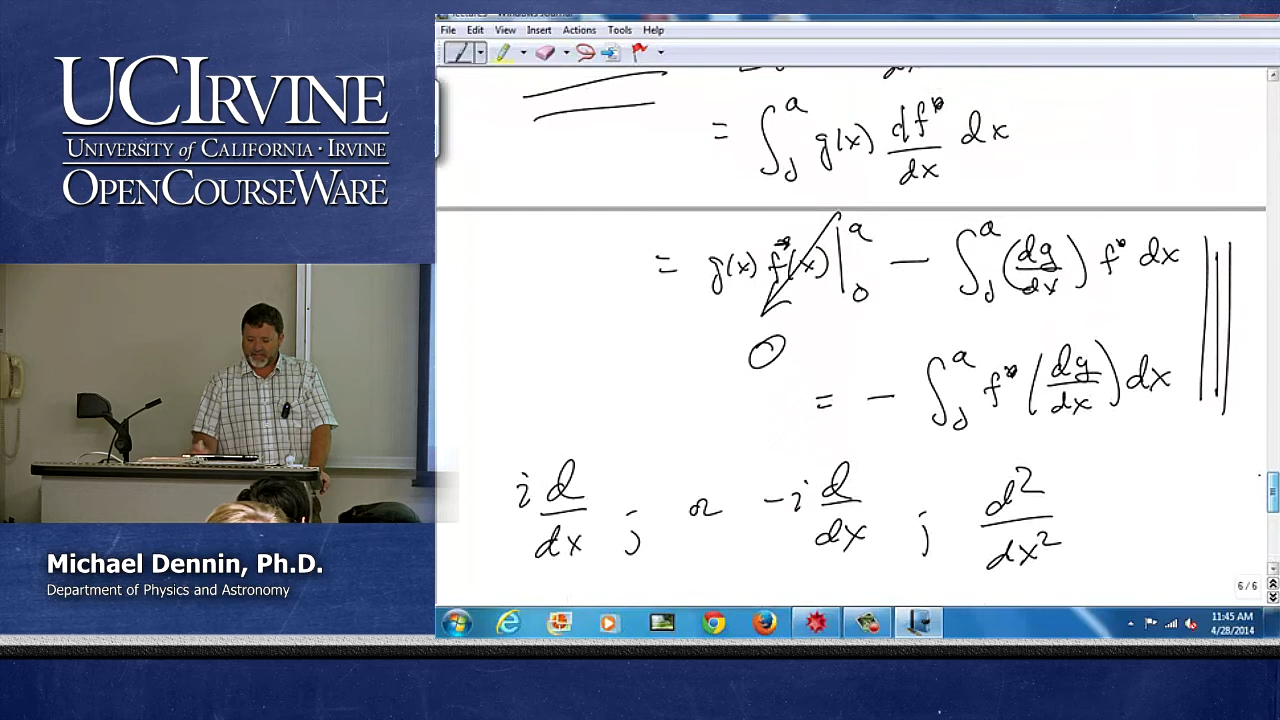 UCIRVINE
UNIVERSITY of CALIFORNIA · IRVINE
OPENCOURSEWARE
Michael Dennin, Ph.D.
Department of Physics and Astronomy
File Edit View Insert Actions Tools Help
= ∫₀ᵃ g(x) df*/dx dx
= g(x) f*(x) |₀ᵃ — ∫₀ᵃ (dg/dx) f* dx
0
= - ∫₀ᵃ f* (dg/dx) dx
i d/dx ; or -i d/dx ; d²/dx²
6/6
11:45 AM
4/28/2014